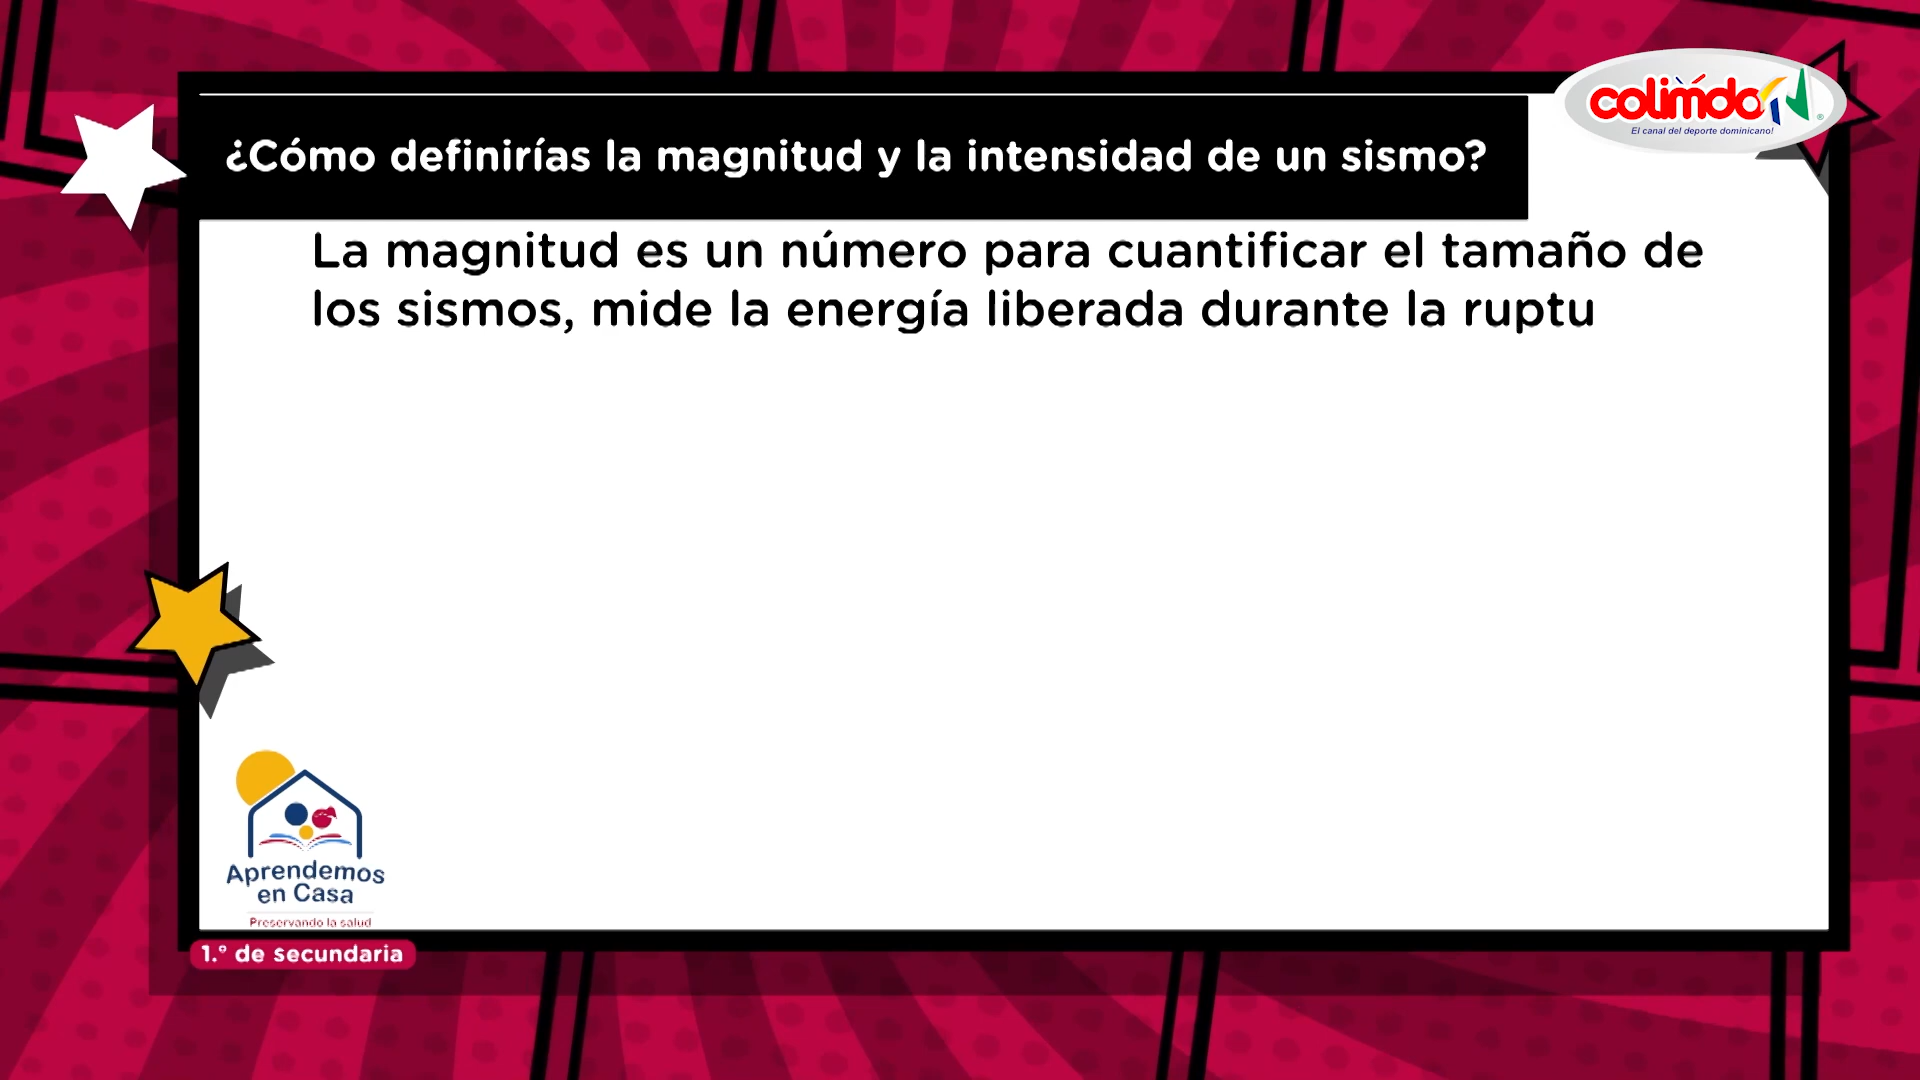 colimdo
El canal del deporte dominicano!
¿Cómo definirías la magnitud y la intensidad de un sismo?
La magnitud es un número para cuantificar el tamaño de
los sismos, mide la energía liberada durante la ruptu
Aprendemos
en Casa
Preservando la salud
1.° de secundaria